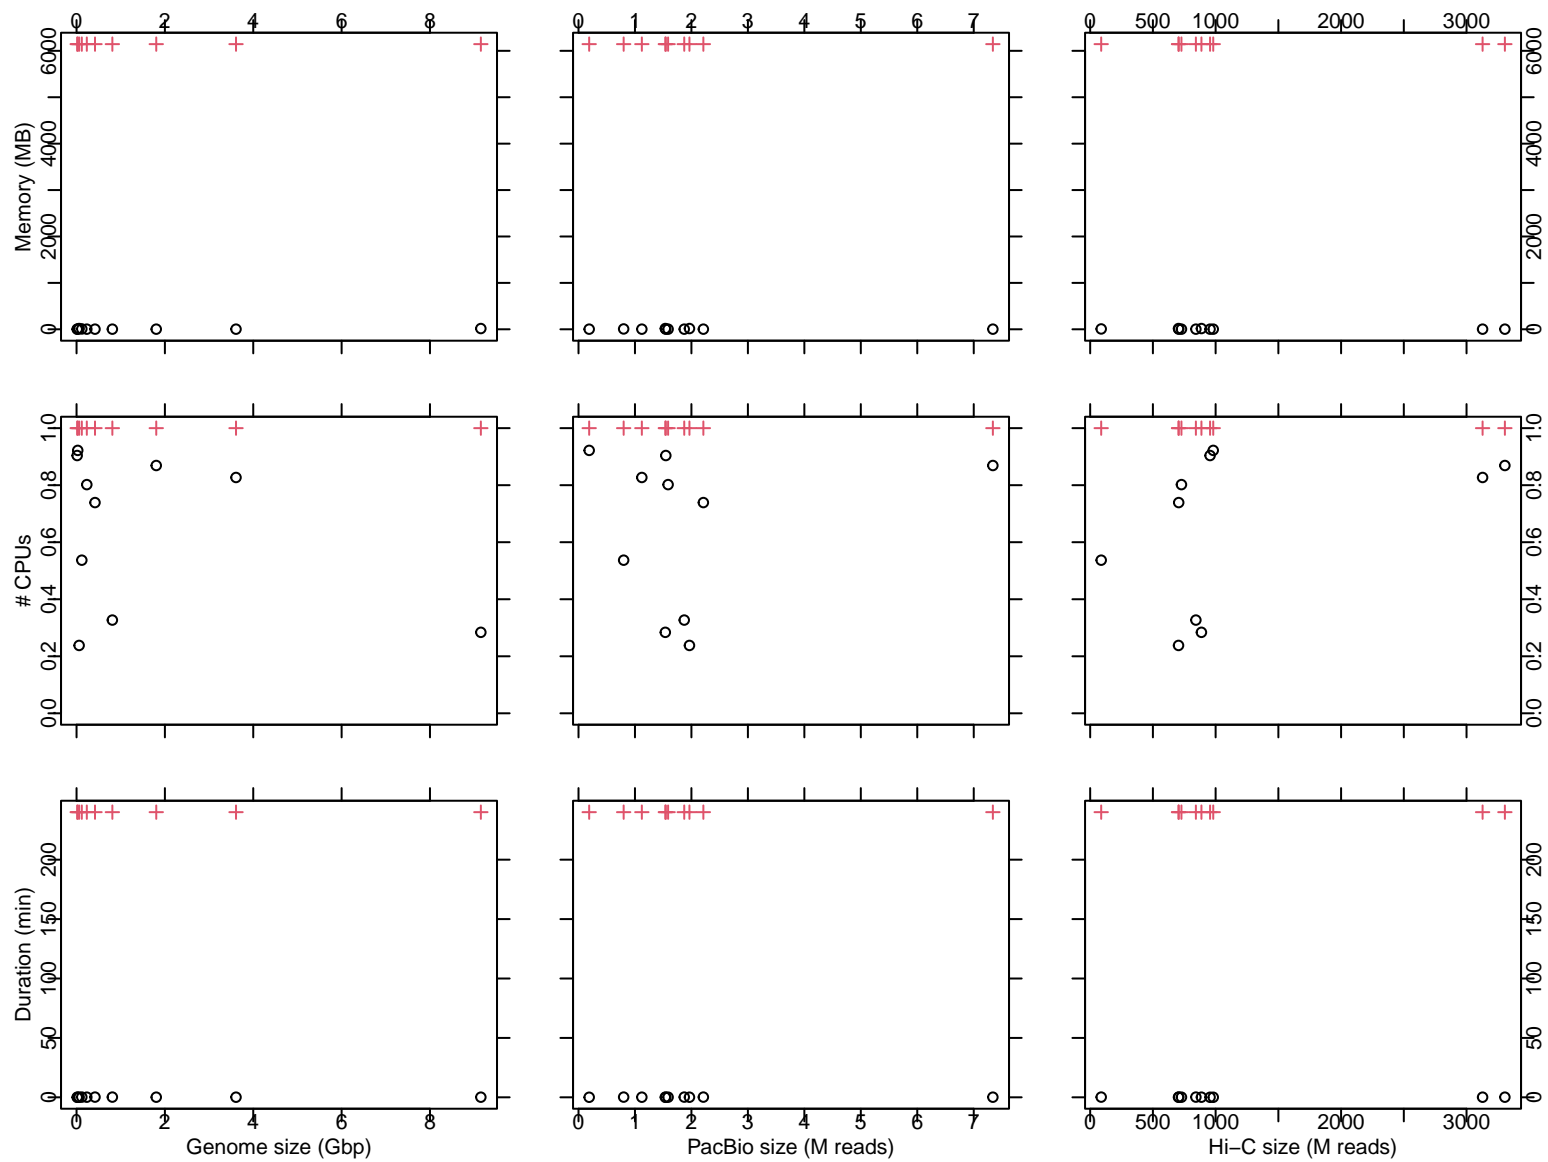 0 2 4 6 8
0 1 2 3 4 5 6 7
0 500 1000 2000 3000
Memory (MB)
0 2000 4000 6000
0 2000 4000 6000
# CPUs
0.0 0.2 0.4 0.6 0.8 1.0
0.0 0.2 0.4 0.6 0.8 1.0
Duration (min)
0 50 100 150 200
0 50 100 150 200
0 2 4 6 8
Genome size (Gbp)
0 1 2 3 4 5 6 7
PacBio size (M reads)
0 500 1000 2000 3000
Hi−C size (M reads)